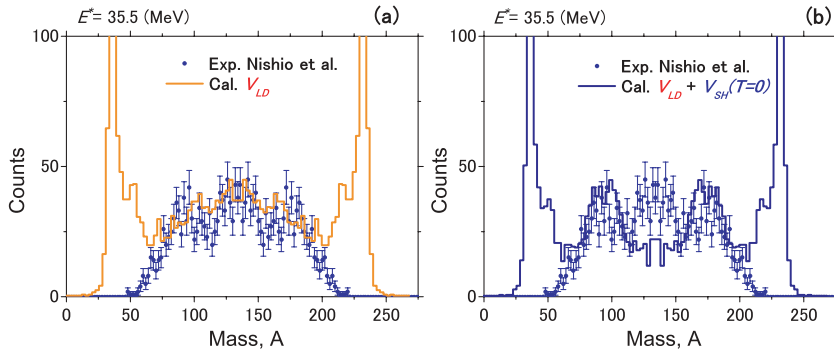 E* = 35.5 (MeV)
(a)
Exp. Nishio et al.
Cal. V_LD
Counts
100
50
0
0 50 100 150 200 250
Mass, A
E* = 35.5 (MeV)
(b)
Exp. Nishio et al.
Cal. V_LD + V_SH(T=0)
Counts
100
50
0
0 50 100 150 200 250
Mass, A